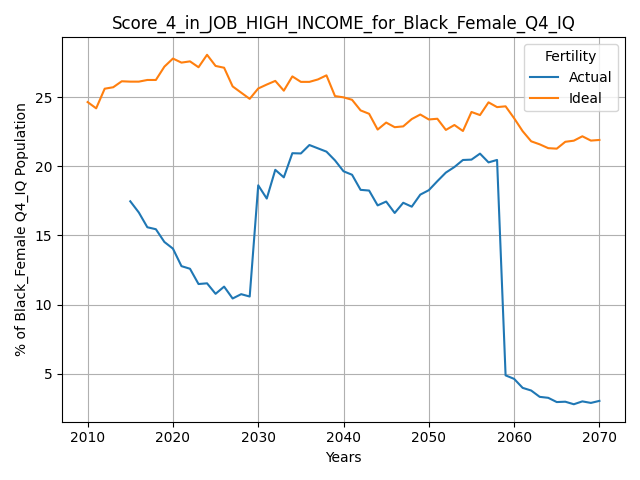 Score_4_in_JOB_HIGH_INCOME_for_Black_Female_Q4_IQ
Fertility
Actual
Ideal
% of Black_Female Q4_IQ Population
25
20
15
10
5
2010 2020 2030 2040 2050 2060 2070
Years